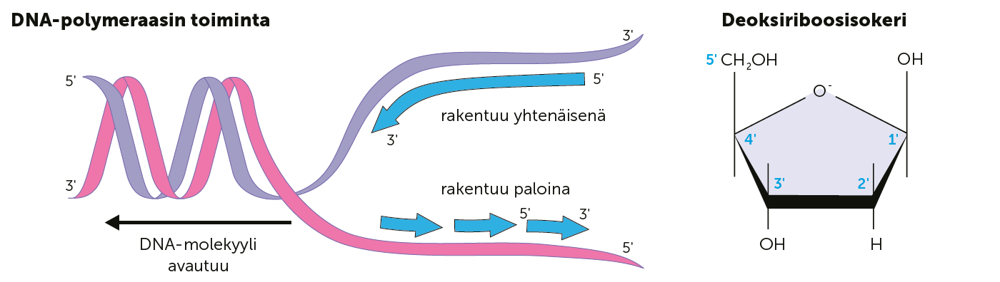 DNA-polymeraasin toiminta
3'
5'
5'
rakentuu yhtenäisenä
3'
3'
rakentuu paloina
5'
3'
DNA-molekyyli
avautuu
5'
Deoksiriboosisokeri
5' CH₂OH
OH
O⁻
4'
1'
3'
2'
OH
H